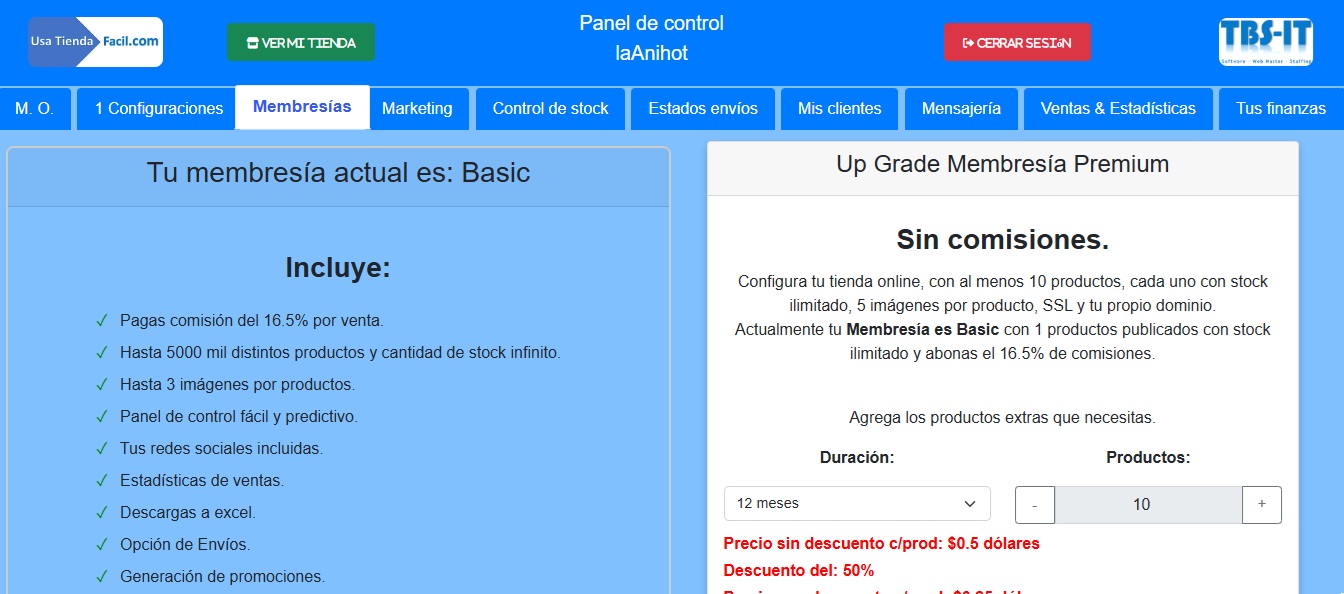 Usa Tienda Facil.com
VER MI TIENDA
Panel de control
laAnihot
CERRAR SESIóN
TBS-IT
Software - Web Master - Staffing
M. O.
1 Configuraciones
Membresías
Marketing
Control de stock
Estados envíos
Mis clientes
Mensajería
Ventas & Estadísticas
Tus finanzas
Tu membresía actual es: Basic
Incluye:
✓ Pagas comisión del 16.5% por venta.
✓ Hasta 5000 mil distintos productos y cantidad de stock infinito.
✓ Hasta 3 imágenes por productos.
✓ Panel de control fácil y predictivo.
✓ Tus redes sociales incluidas.
✓ Estadísticas de ventas.
✓ Descargas a excel.
✓ Opción de Envíos.
✓ Generación de promociones.
Up Grade Membresía Premium
Sin comisiones.
Configura tu tienda online, con al menos 10 productos, cada uno con stock
ilimitado, 5 imágenes por producto, SSL y tu propio dominio.
Actualmente tu Membresía es Basic con 1 productos publicados con stock
ilimitado y abonas el 16.5% de comisiones.
Agrega los productos extras que necesitas.
Duración:
Productos:
12 meses
- 10 +
Precio sin descuento c/prod: $0.5 dólares
Descuento del: 50%